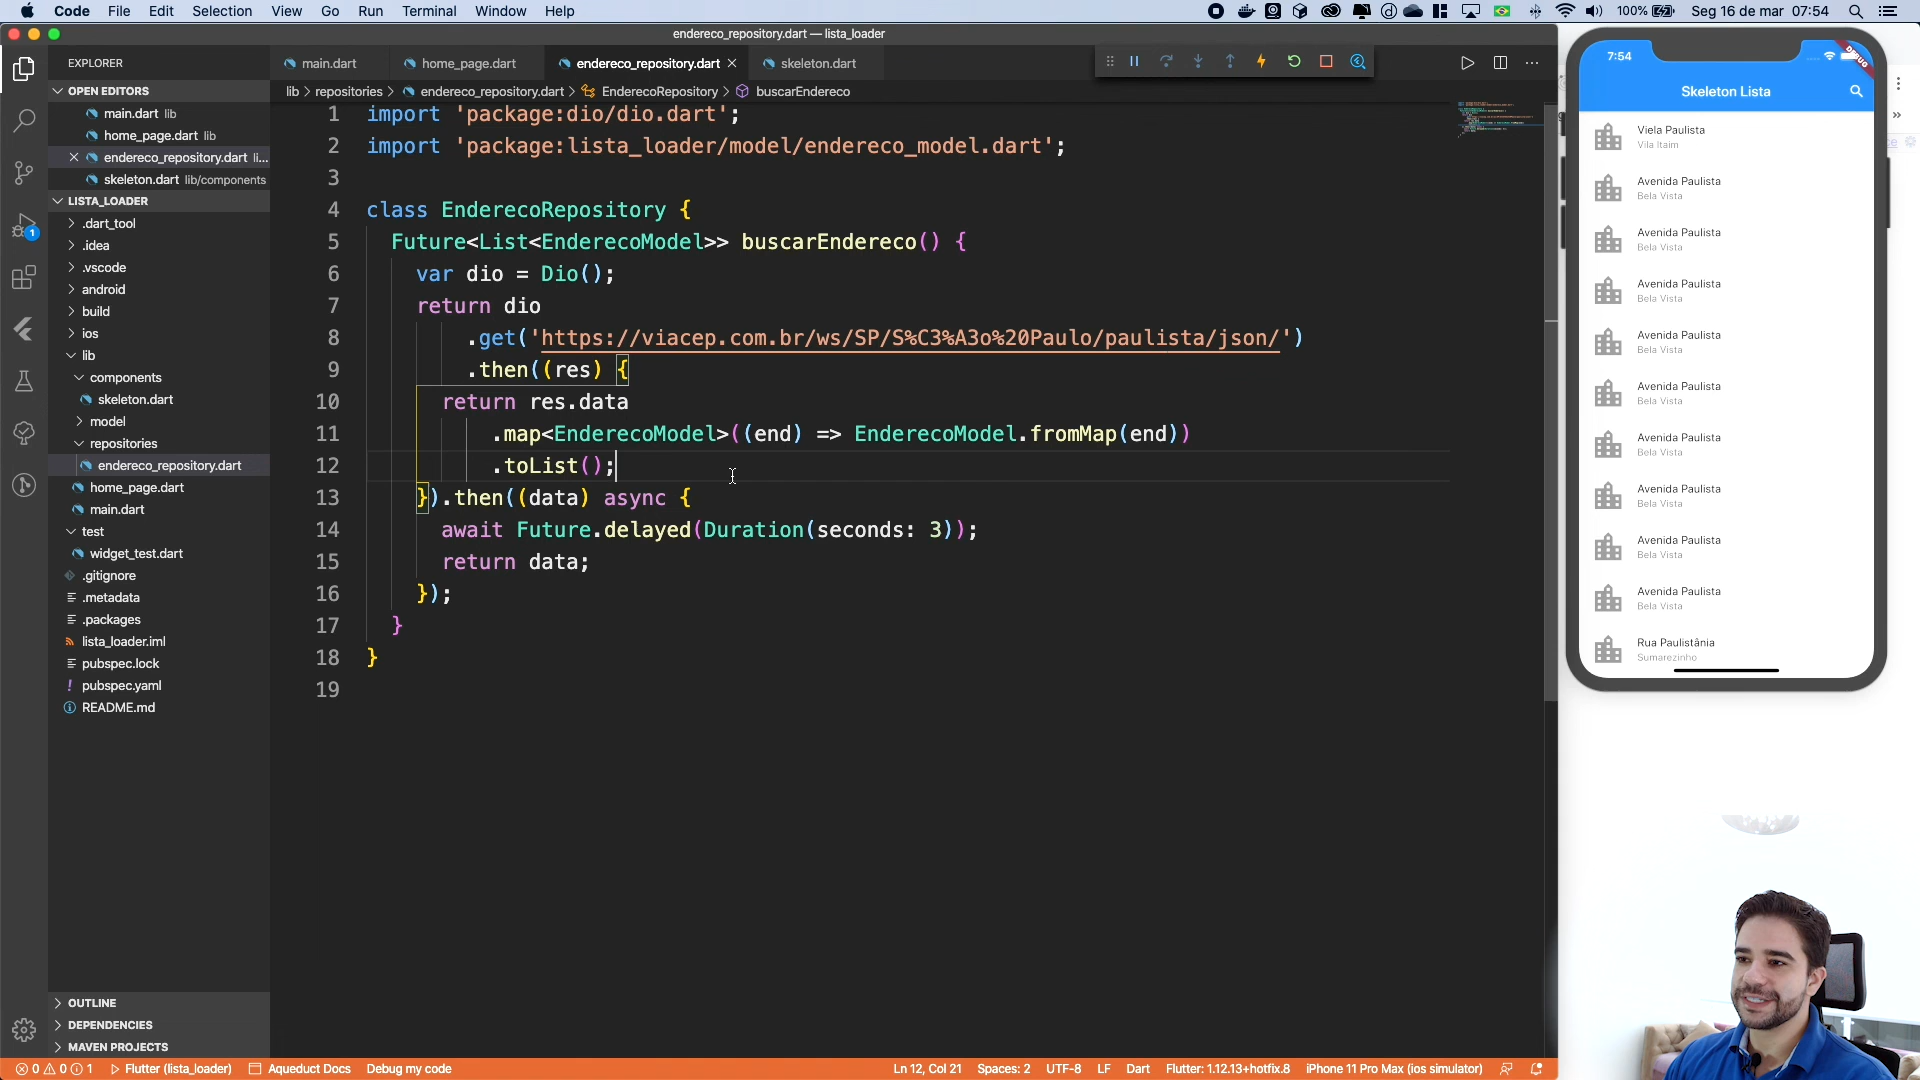 Code File Edit Selection View Go Run Terminal Window Help 100% Seg 16 de mar 07:54
endereco_repository.dart — lista_loader
EXPLORER
OPEN EDITORS
main.dart lib
home_page.dart lib
endereco_repository.dart li...
skeleton.dart lib/components
LISTA_LOADER
.dart_tool
.idea
.vscode
android
build
ios
lib
components
skeleton.dart
model
repositories
endereco_repository.dart
home_page.dart
main.dart
test
widget_test.dart
.gitignore
.metadata
.packages
lista_loader.iml
pubspec.lock
pubspec.yaml
README.md
OUTLINE
DEPENDENCIES
MAVEN PROJECTS
1
main.dart home_page.dart endereco_repository.dart skeleton.dart
lib > repositories > endereco_repository.dart > EnderecoRepository > buscarEndereco
1 import 'package:dio/dio.dart';
2 import 'package:lista_loader/model/endereco_model.dart';
3
4 class EnderecoRepository {
5 Future<List<EnderecoModel>> buscarEndereco() {
6 var dio = Dio();
7 return dio
8 .get('https://viacep.com.br/ws/SP/S%C3%A3o%20Paulo/paulista/json/')
9 .then((res) {
10 return res.data
11 .map<EnderecoModel>((end) => EnderecoModel.fromMap(end))
12 .toList();
13 }).then((data) async {
14 await Future.delayed(Duration(seconds: 3));
15 return data;
16 });
17 }
18 }
19
7:54
DEBUG
Skeleton Lista
Viela Paulista
Vila Itaim
Avenida Paulista
Bela Vista
Avenida Paulista
Bela Vista
Avenida Paulista
Bela Vista
Avenida Paulista
Bela Vista
Avenida Paulista
Bela Vista
Avenida Paulista
Bela Vista
Avenida Paulista
Bela Vista
Avenida Paulista
Bela Vista
Avenida Paulista
Bela Vista
Rua Paulistânia
Sumarezinho
0 0 1 Flutter (lista_loader) Aqueduct Docs Debug my code Ln 12, Col 21 Spaces: 2 UTF-8 LF Dart Flutter: 1.12.13+hotfix.8 iPhone 11 Pro Max (ios simulator)